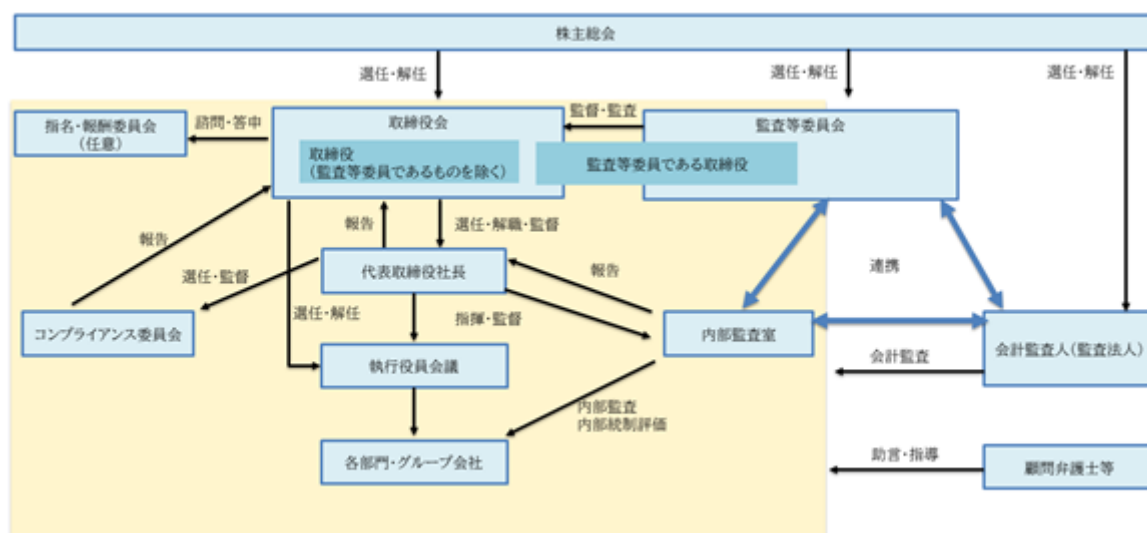 株主総会
選任・解任
選任・解任
選任・解任
指名・報酬委員会
(任意)
諮問・答申
取締役会
監督・監査
監査等委員会
取締役
(監査等委員であるものを除く)
監査等委員である取締役
報告
報告
選任・解職・監督
選任・監督
代表取締役社長
報告
連携
コンプライアンス委員会
選任・解任
指揮・監督
内部監査室
会計監査人(監査法人)
執行役員会議
会計監査
内部監査
内部統制評価
各部門・グループ会社
助言・指導
顧問弁護士等